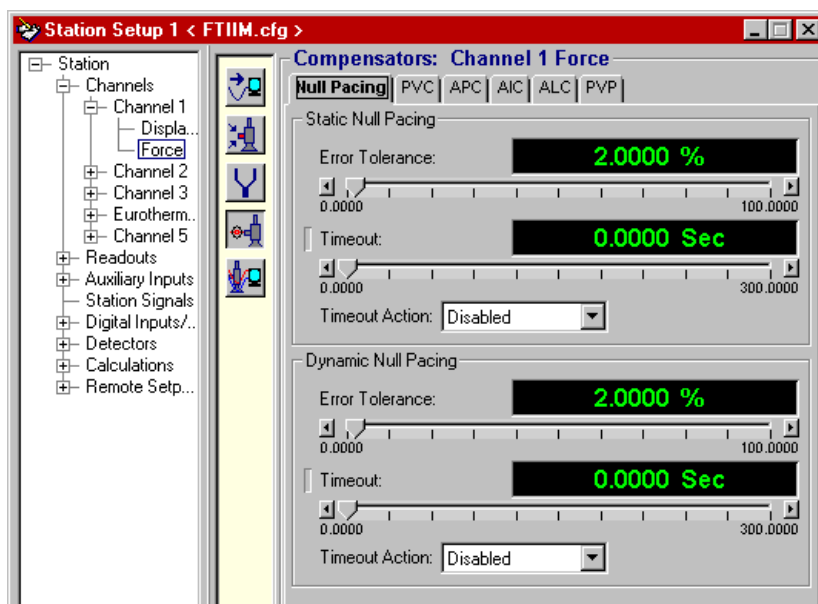 Station Setup 1 < FTIIM.cfg >
Station
Channels
Channel 1
Displa...
Force
Channel 2
Channel 3
Eurotherm..
Channel 5
Readouts
Auxiliary Inputs
Station Signals
Digital Inputs/..
Detectors
Calculations
Remote Setp...
Compensators: Channel 1 Force
Null Pacing PVC APC AIC ALC PVP
Static Null Pacing
Error Tolerance: 2.0000 %
0.0000 100.0000
Timeout: 0.0000 Sec
0.0000 300.0000
Timeout Action: Disabled
Dynamic Null Pacing
Error Tolerance: 2.0000 %
0.0000 100.0000
Timeout: 0.0000 Sec
0.0000 300.0000
Timeout Action: Disabled